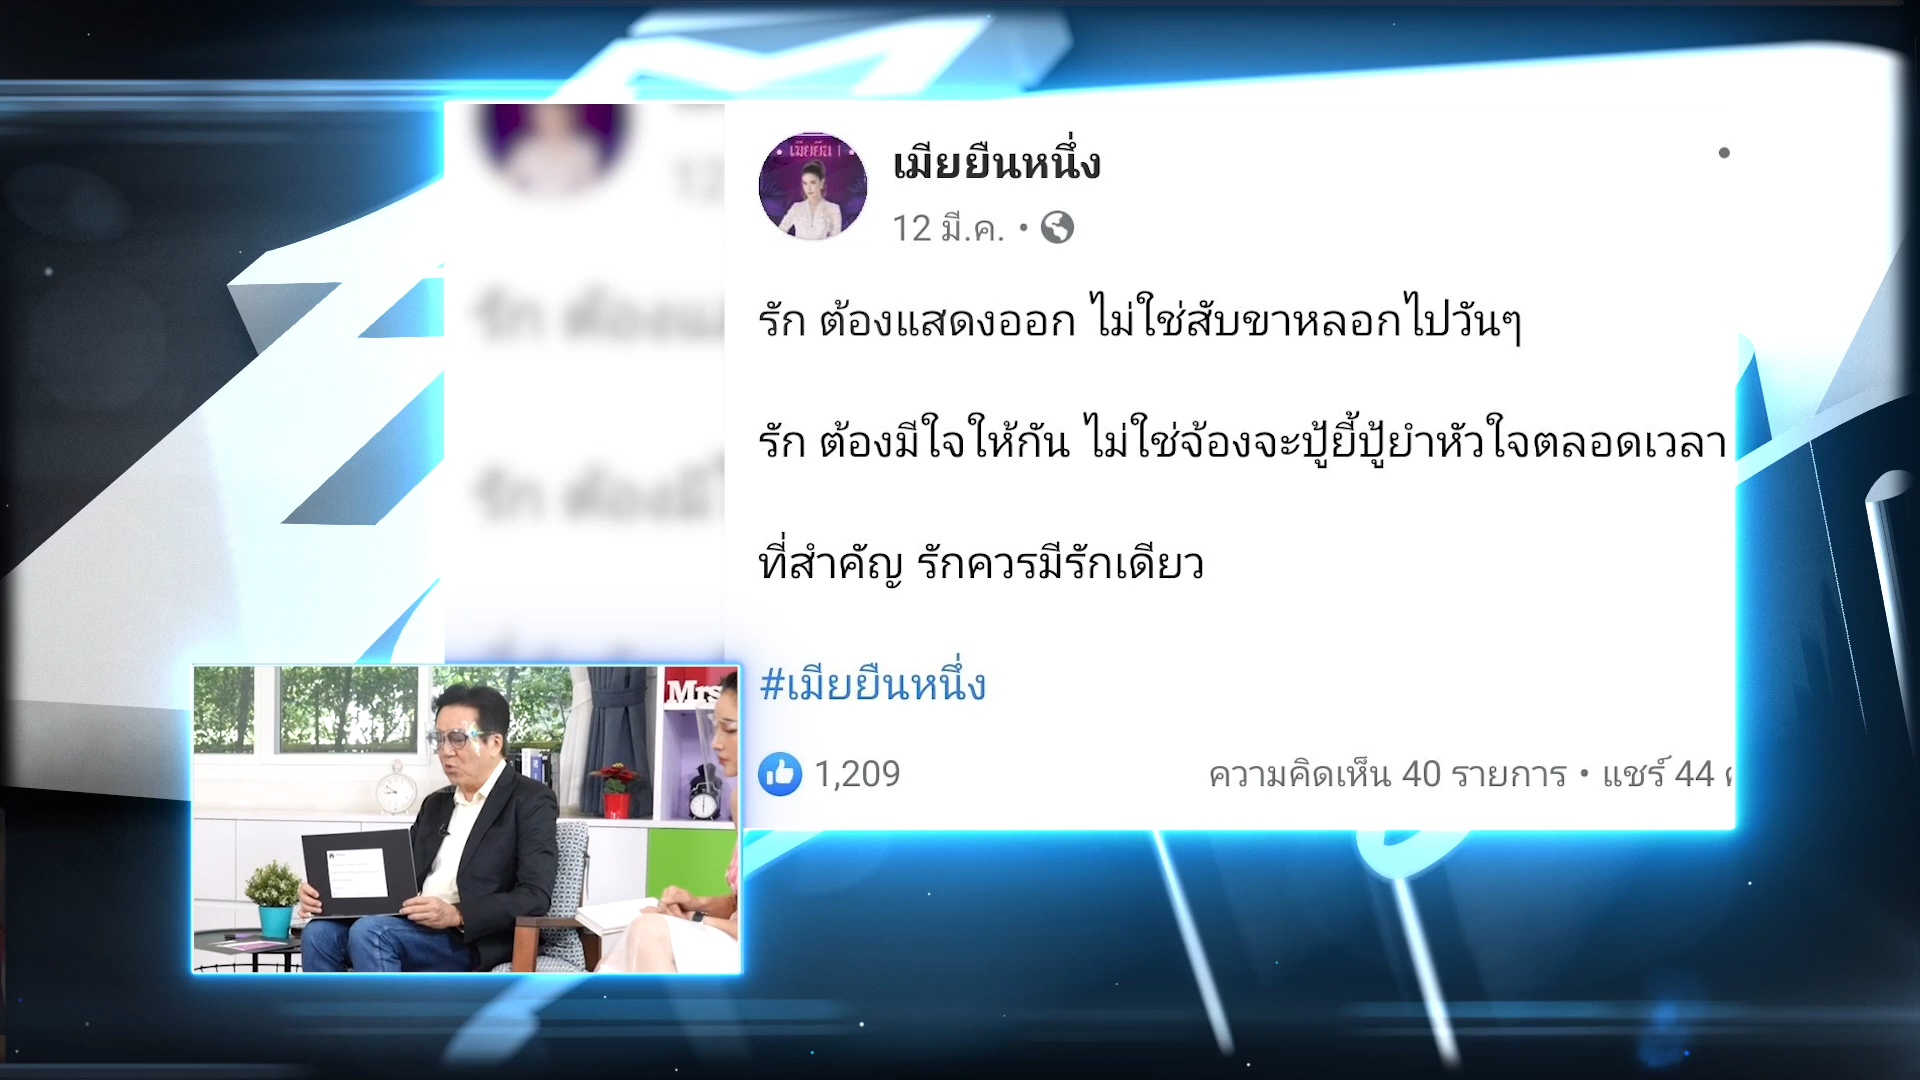 เมียยืนหนึ่ง
12 มี.ค.
รัก ต้องแสดงออก ไม่ใช่สับขาหลอกไปวันๆ
รัก ต้องมีใจให้กัน ไม่ใช่จ้องจะปู้ยี้ปู้ยำหัวใจตลอดเวลา
ที่สำคัญ รักควรมีรักเดียว
#เมียยืนหนึ่ง
1,209
ความคิดเห็น 40 รายการ • แชร์ 44
Mrs